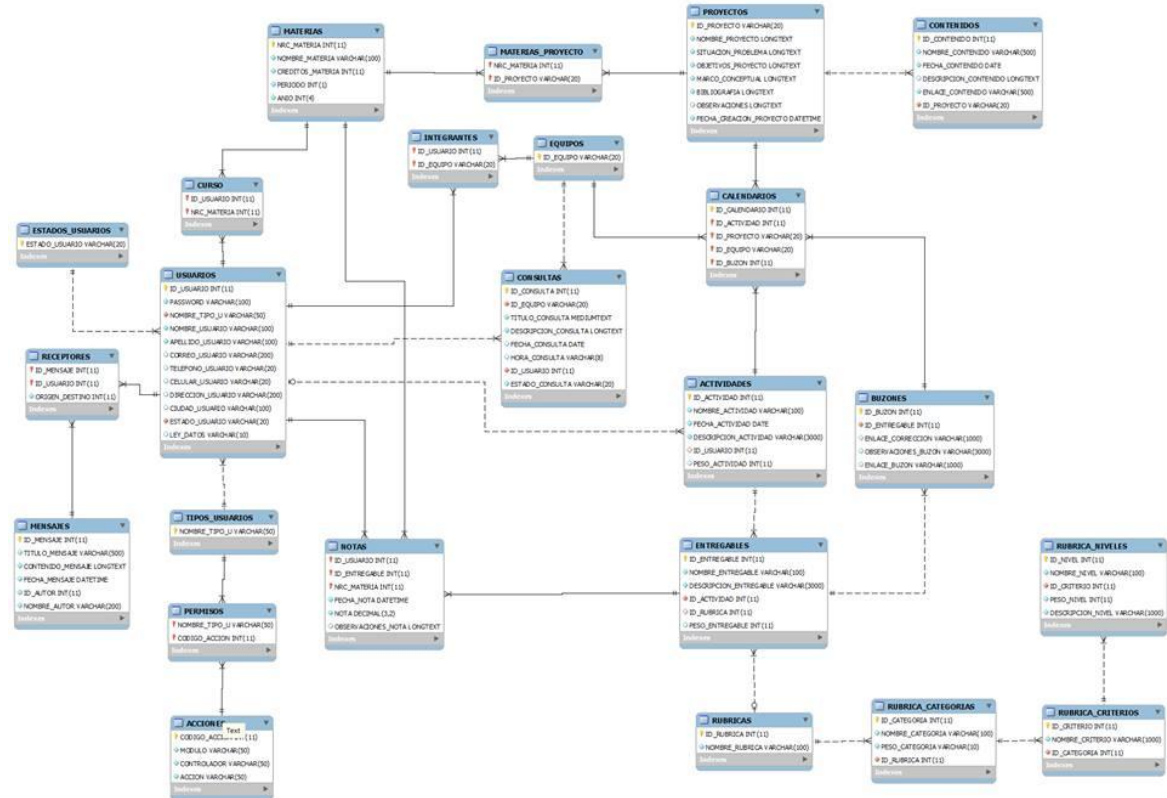 MATERIAS
NRC_MATERIA INT(11)
NOMBRE_MATERIA VARCHAR(100)
CREDITOS_MATERIA INT(11)
PERIODO INT(1)
ANIO INT(4)
Indexes
MATERIAS_PROYECTO
NRC_MATERIA INT(11)
ID_PROYECTO VARCHAR(20)
Indexes
PROYECTOS
ID_PROYECTO VARCHAR(20)
NOMBRE_PROYECTO LONGTEXT
SITUACION_PROBLEMA LONGTEXT
OBJETIVOS_PROYECTO LONGTEXT
MARCO_CONCEPTUAL LONGTEXT
BIBLIOGRAFIA LONGTEXT
OBSERVACIONES LONGTEXT
FECHA_CREACION_PROYECTO DATETIME
Indexes
CONTENIDOS
ID_CONTENIDO INT(11)
NOMBRE_CONTENIDO VARCHAR(500)
FECHA_CONTENIDO DATE
DESCRIPCION_CONTENIDO LONGTEXT
ENLACE_CONTENIDO VARCHAR(500)
ID_PROYECTO VARCHAR(20)
Indexes
INTEGRANTES
ID_USUARIO INT(11)
ID_EQUIPO VARCHAR(20)
Indexes
EQUIPOS
ID_EQUIPO VARCHAR(20)
Indexes
CURSO
ID_USUARIO INT(11)
NRC_MATERIA INT(11)
Indexes
CALENDARIOS
ID_CALENDARIO INT(11)
ID_ACTIVIDAD INT(11)
ID_PROYECTO VARCHAR(20)
ID_EQUIPO VARCHAR(20)
ID_BUZON INT(11)
Indexes
ESTADOS_USUARIOS
ESTADO_USUARIO VARCHAR(20)
Indexes
USUARIOS
ID_USUARIO INT(11)
PASSWORD VARCHAR(100)
NOMBRE_TIPO_U VARCHAR(50)
NOMBRE_USUARIO VARCHAR(100)
APELLIDO_USUARIO VARCHAR(100)
CORREO_USUARIO VARCHAR(200)
TELEFONO_USUARIO VARCHAR(20)
CELULAR_USUARIO VARCHAR(20)
DIRECCION_USUARIO VARCHAR(200)
CIUDAD_USUARIO VARCHAR(100)
ESTADO_USUARIO VARCHAR(20)
LEY_DATOS VARCHAR(10)
Indexes
CONSULTAS
ID_CONSULTA INT(11)
ID_EQUIPO VARCHAR(20)
TITULO_CONSULTA MEDIUMTEXT
DESCRIPCION_CONSULTA LONGTEXT
FECHA_CONSULTA DATE
HORA_CONSULTA VARCHAR(8)
ID_USUARIO INT(11)
ESTADO_CONSULTA VARCHAR(20)
Indexes
RECEPTORES
ID_MENSAJE INT(11)
ID_USUARIO INT(11)
ORIGEN_DESTINO INT(11)
Indexes
ACTIVIDADES
ID_ACTIVIDAD INT(11)
NOMBRE_ACTIVIDAD VARCHAR(100)
FECHA_ACTIVIDAD DATE
DESCRIPCION_ACTIVIDAD VARCHAR(3000)
ID_USUARIO INT(11)
PESO_ACTIVIDAD INT(11)
Indexes
BUZONES
ID_BUZON INT(11)
ID_ENTREGABLE INT(11)
ENLACE_CORRECCION VARCHAR(1000)
OBSERVACIONES_BUZON VARCHAR(3000)
ENLACE_BUZON VARCHAR(1000)
Indexes
MENSAJES
ID_MENSAJE INT(11)
TITULO_MENSAJE VARCHAR(500)
CONTENIDO_MENSAJE LONGTEXT
FECHA_MENSAJE DATETIME
ID_AUTOR INT(11)
NOMBRE_AUTOR VARCHAR(200)
Indexes
TIPOS_USUARIOS
NOMBRE_TIPO_U VARCHAR(50)
Indexes
NOTAS
ID_USUARIO INT(11)
ID_ENTREGABLE INT(11)
NRC_MATERIA INT(11)
FECHA_NOTA DATETIME
NOTA DECIMAL(3,2)
OBSERVACIONES_NOTA LONGTEXT
Indexes
ENTREGABLES
ID_ENTREGABLE INT(11)
NOMBRE_ENTREGABLE VARCHAR(100)
DESCRIPCION_ENTREGABLE VARCHAR(3000)
ID_ACTIVIDAD INT(11)
ID_RUBRICA INT(11)
PESO_ENTREGABLE INT(11)
Indexes
RUBRICA_NIVELES
ID_NIVEL INT(11)
NOMBRE_NIVEL VARCHAR(100)
ID_CRITERIO INT(11)
PESO_NIVEL INT(11)
DESCRIPCION_NIVEL VARCHAR(1000)
Indexes
PERMISOS
NOMBRE_TIPO_U VARCHAR(50)
CODIGO_ACCION INT(11)
Indexes
ACCIONES
Text
CODIGO_ACCION INT(11)
MODULO VARCHAR(50)
CONTROLADOR VARCHAR(50)
ACCION VARCHAR(50)
Indexes
RUBRICAS
ID_RUBRICA INT(11)
NOMBRE_RUBRICA VARCHAR(100)
Indexes
RUBRICA_CATEGORIAS
ID_CATEGORIA INT(11)
NOMBRE_CATEGORIA VARCHAR(100)
PESO_CATEGORIA VARCHAR(10)
ID_RUBRICA INT(11)
Indexes
RUBRICA_CRITERIOS
ID_CRITERIO INT(11)
NOMBRE_CRITERIO VARCHAR(1000)
ID_CATEGORIA INT(11)
Indexes